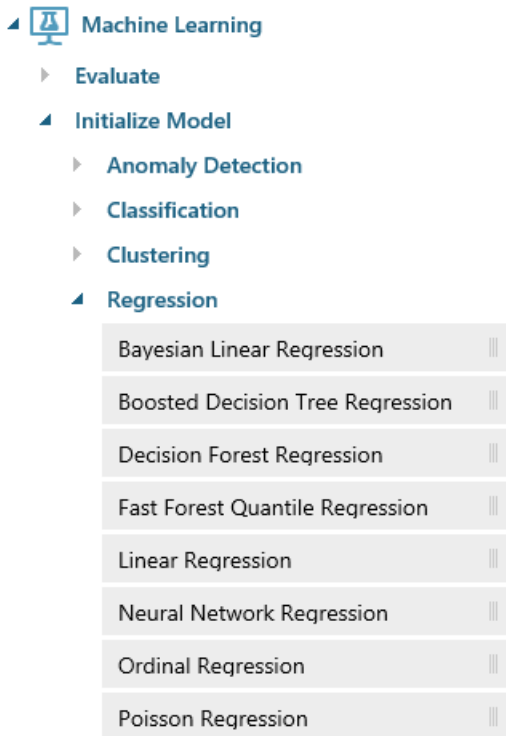 Machine Learning
Evaluate
Initialize Model
Anomaly Detection
Classification
Clustering
Regression
Bayesian Linear Regression
Boosted Decision Tree Regression
Decision Forest Regression
Fast Forest Quantile Regression
Linear Regression
Neural Network Regression
Ordinal Regression
Poisson Regression